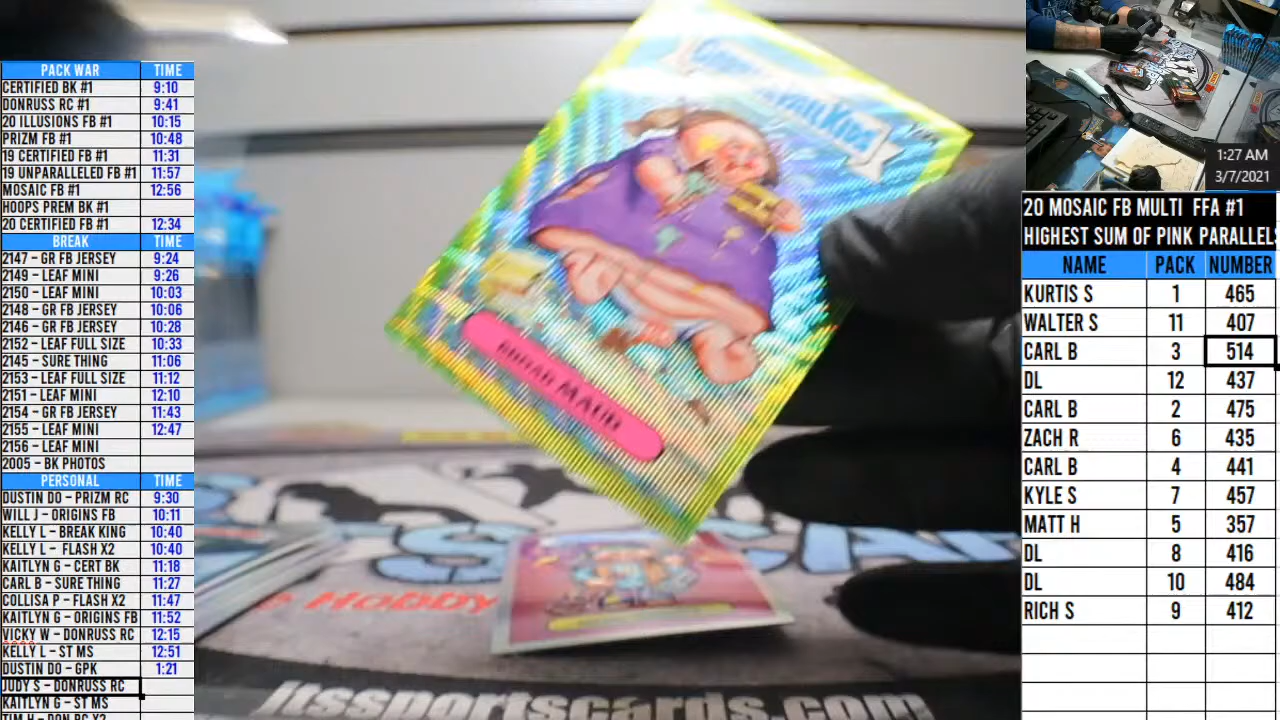 PACK WAR TIME
CERTIFIED BK #1 9:10
DONRUSS RC #1 9:41
20 ILLUSIONS FB #1 10:15
PRIZM FB #1 10:48
19 CERTIFIED FB #1 11:31
19 UNPARALLELED FB #1 11:57
MOSAIC FB #1 12:56
HOOPS PREM BK #1
20 CERTIFIED FB #1 12:34
BREAK TIME
2147 – GR FB JERSEY 9:24
2149 – LEAF MINI 9:26
2150 – LEAF MINI 10:03
2148 – GR FB JERSEY 10:06
2146 – GR FB JERSEY 10:28
2152 – LEAF FULL SIZE 10:33
2145 – SURE THING 11:06
2153 – LEAF FULL SIZE 11:12
2151 – LEAF MINI 12:10
2154 – GR FB JERSEY 11:43
2155 – LEAF MINI 12:47
2156 – LEAF MINI
2005 – BK PHOTOS
PERSONAL TIME
DUSTIN DO – PRIZM RC 9:30
WILL J – ORIGINS FB 10:11
KELLY L – BREAK KING 10:40
KELLY L – FLASH X2 10:40
KAITLYN G – CERT BK 11:18
CARL B – SURE THING 11:27
COLLISA P – FLASH X2 11:47
KAITLYN G – ORIGINS FB 11:52
VICKY W – DONRUSS RC 12:15
KELLY L – ST MS 12:51
DUSTIN DO – GPK 1:21
JUDY S – DONRUSS RC
KAITLYN G – ST MS
TIM H – DON RC X2
MAUD
Hobby
jtssportscards.com
1:27 AM
3/7/2021
20 MOSAIC FB MULTI FFA #1
HIGHEST SUM OF PINK PARALLELS
NAME PACK NUMBER
KURTIS S 1 465
WALTER S 11 407
CARL B 3 514
DL 12 437
CARL B 2 475
ZACH R 6 435
CARL B 4 441
KYLE S 7 457
MATT H 5 357
DL 8 416
DL 10 484
RICH S 9 412